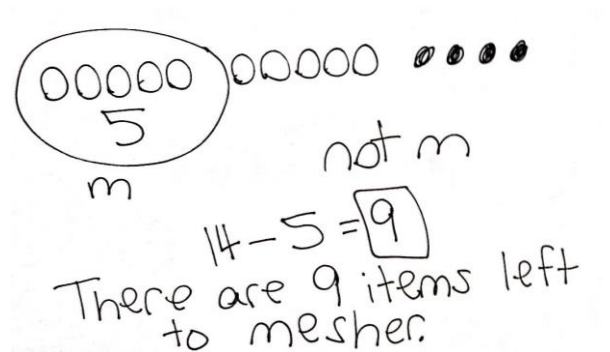 5
m
not m
14-5=9
There are 9 items left
to mesher.